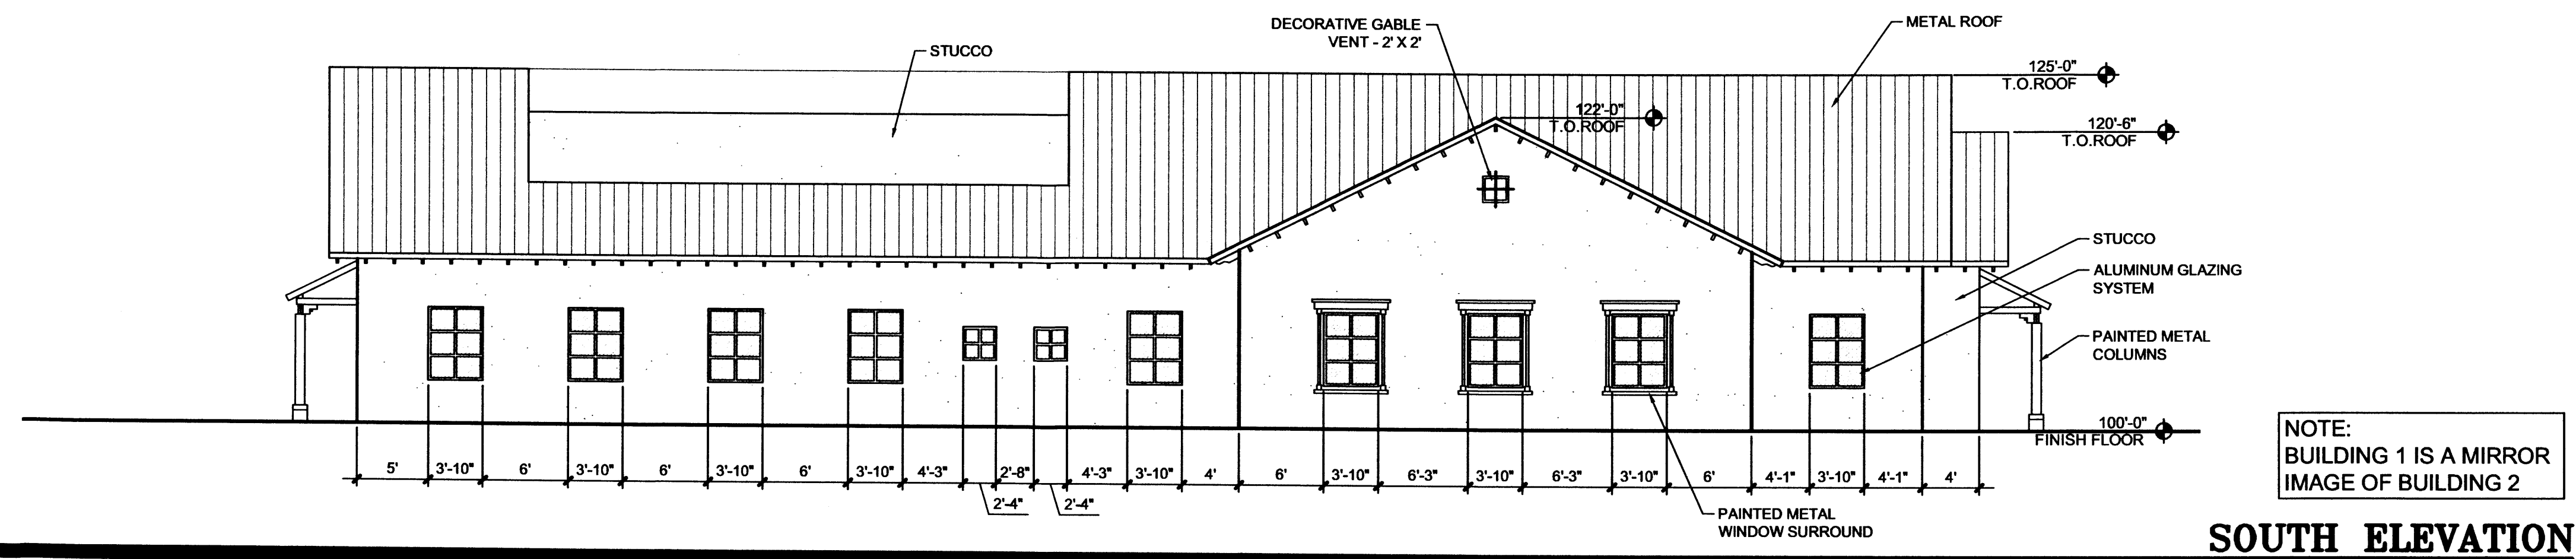 DECORATIVE GABLE
VENT - 2' X 2'
METAL ROOF
STUCCO
125'-0"
T.O.ROOF
122'-0"
T.O.ROOF
120'-6"
T.O.ROOF
STUCCO
ALUMINUM GLAZING
SYSTEM
PAINTED METAL
COLUMNS
100'-0"
FINISH FLOOR
5' 3'-10" 6' 3'-10" 6' 3'-10" 6' 3'-10" 4'-3" 2'-8" 4'-3" 3'-10" 4' 6' 3'-10" 6'-3" 3'-10" 6'-3" 3'-10" 6' 4'-1" 3'-10" 4'-1" 4'
2'-4" 2'-4"
PAINTED METAL
WINDOW SURROUND
NOTE:
BUILDING 1 IS A MIRROR
IMAGE OF BUILDING 2
SOUTH ELEVATION